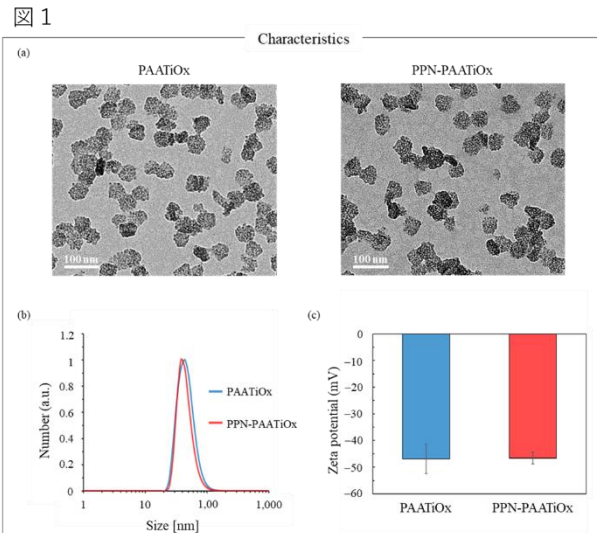 図１
Characteristics
(a)
PAATiOx
PPN-PAATiOx
100 nm
100 nm
(b)
Number (a.u.)
1.2
1
0.8
0.6
0.4
0.2
0
1
10
1,00
1,000
Size [nm]
PAATiOx
PPN-PAATiOx
(c)
Zeta potential (mV)
0
−10
−20
−30
−40
−50
−60
PAATiOx
PPN-PAATiOx